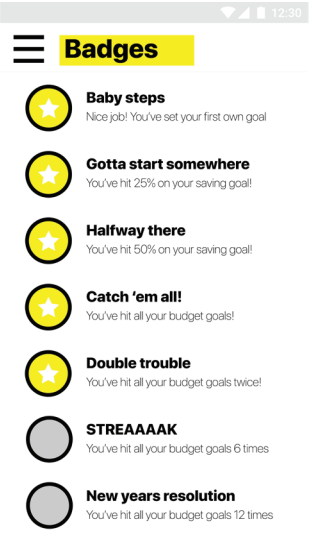 12:30
Badges
Baby steps
Nice job! You've set your first own goal
Gotta start somewhere
You've hit 25% on your saving goal!
Halfway there
You've hit 50% on your saving goal!
Catch ‘em all!
You've hit all your budget goals!
Double trouble
You've hit all your budget goals twice!
STREAAAAK
You've hit all your budget goals 6 times
New years resolution
You've hit all your budget goals 12 times